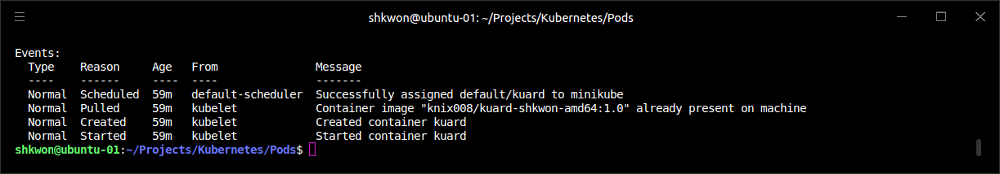 shkwon@ubuntu-01: ~/Projects/Kubernetes/Pods
Events:
  Type    Reason     Age   From               Message
  ----    ------     ----  ----               -------
  Normal  Scheduled  59m   default-scheduler  Successfully assigned default/kuard to minikube
  Normal  Pulled     59m   kubelet            Container image "knix008/kuard-shkwon-amd64:1.0" already present on machine
  Normal  Created    59m   kubelet            Created container kuard
  Normal  Started    59m   kubelet            Started container kuard
shkwon@ubuntu-01:~/Projects/Kubernetes/Pods$